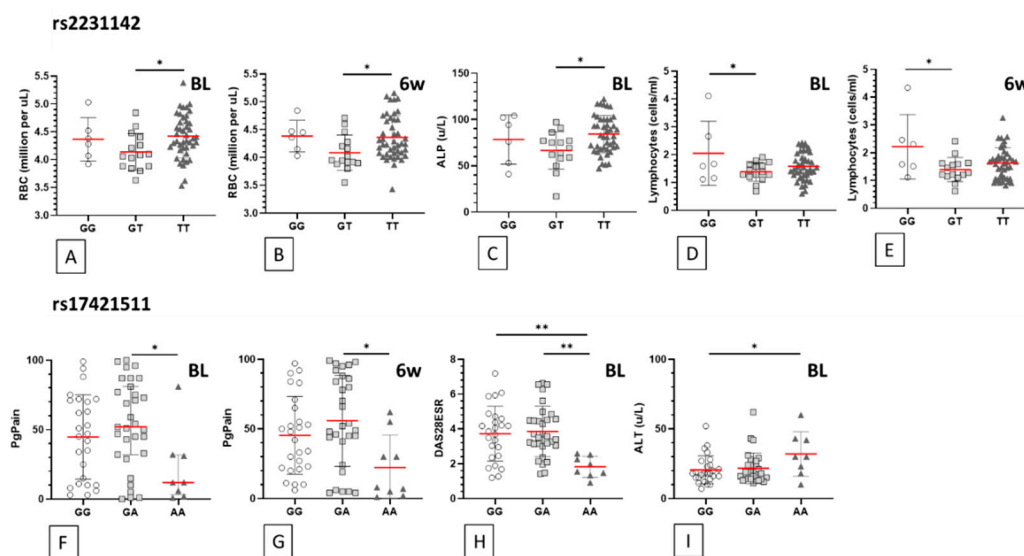 rs2231142
* BL
RBC (million per uL)
5.5
5.0
4.5
4.0
3.5
3.0
GG GT TT
A
* 6w
RBC (million per uL)
5.5
5.0
4.5
4.0
3.5
3.0
GG GT TT
B
* BL
ALP (u/L)
150
100
50
0
GG GT TT
C
* BL
Lymphocytes (cells/ml)
5
4
3
2
1
0
GG GT TT
D
* 6w
Lymphocytes (cells/ml)
5
4
3
2
1
0
GG GT TT
E
rs17421511
* BL
PgPain
100
50
0
GG GA AA
F
* 6w
PgPain
100
50
0
GG GA AA
G
**
** BL
DAS28ESR
8
6
4
2
0
GG GA AA
H
* BL
ALT (u/L)
100
50
0
GG GA AA
I